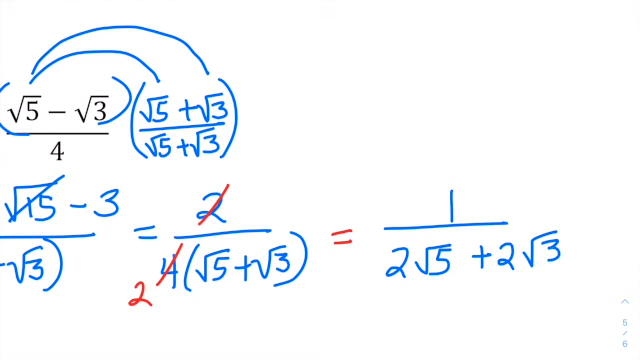 (√5 − √3)/4 ((√5 + √3)/(√5 + √3))
√15 − 3 = 2/(4(√5 + √3)) = 1/(2√5 + 2√3)
√3)
2
5
/
6